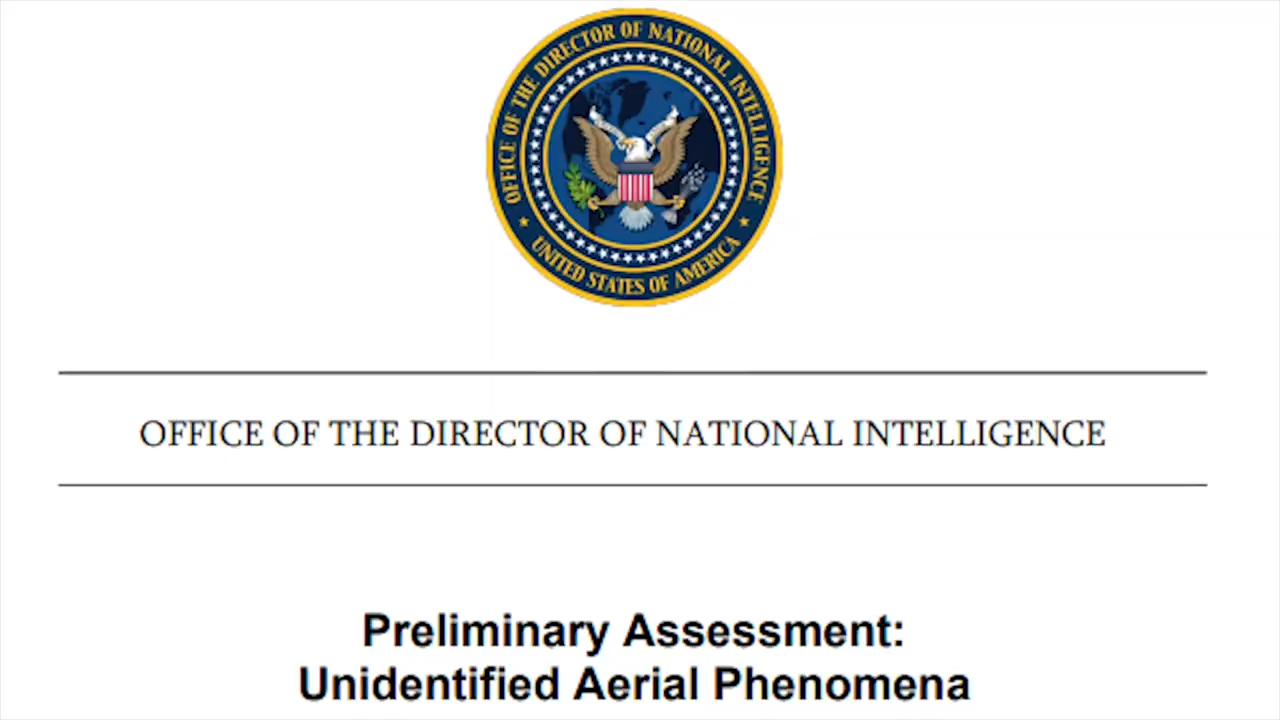 OFFICE OF THE DIRECTOR OF NATIONAL INTELLIGENCE
UNITED STATES OF AMERICA
OFFICE OF THE DIRECTOR OF NATIONAL INTELLIGENCE
Preliminary Assessment:
Unidentified Aerial Phenomena